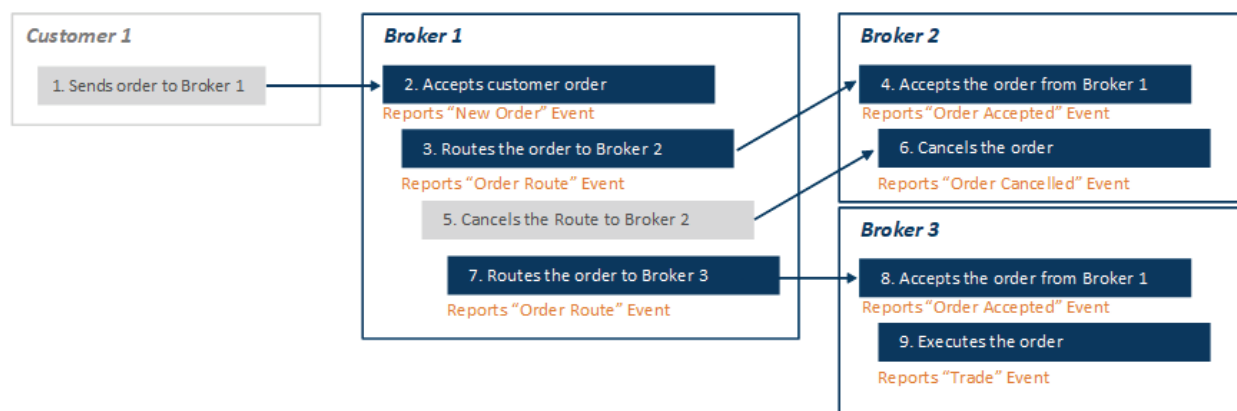 Customer 1
1. Sends order to Broker 1
Broker 1
2. Accepts customer order
Reports “New Order” Event
3. Routes the order to Broker 2
Reports “Order Route” Event
5. Cancels the Route to Broker 2
7. Routes the order to Broker 3
Reports “Order Route” Event
Broker 2
4. Accepts the order from Broker 1
Reports “Order Accepted” Event
6. Cancels the order
Reports “Order Cancelled” Event
Broker 3
8. Accepts the order from Broker 1
Reports “Order Accepted” Event
9. Executes the order
Reports “Trade” Event